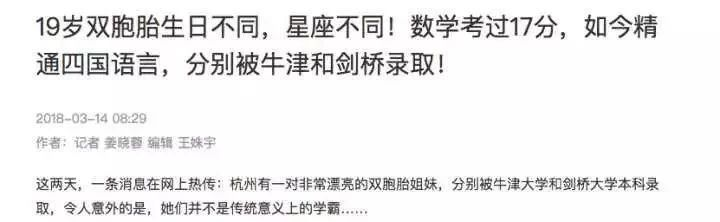 19岁双胞胎生日不同，星座不同！数学考过17分，如今精
通四国语言，分别被牛津和剑桥录取！
2018-03-14 08:29
作者：记者 姜晓蓉 编辑 王姝宇
这两天，一条消息在网上热传：杭州有一对非常漂亮的双胞胎姐妹，分别被牛津大学和剑桥大学本科录
取，令人意外的是，她们并不是传统意义上的学霸……